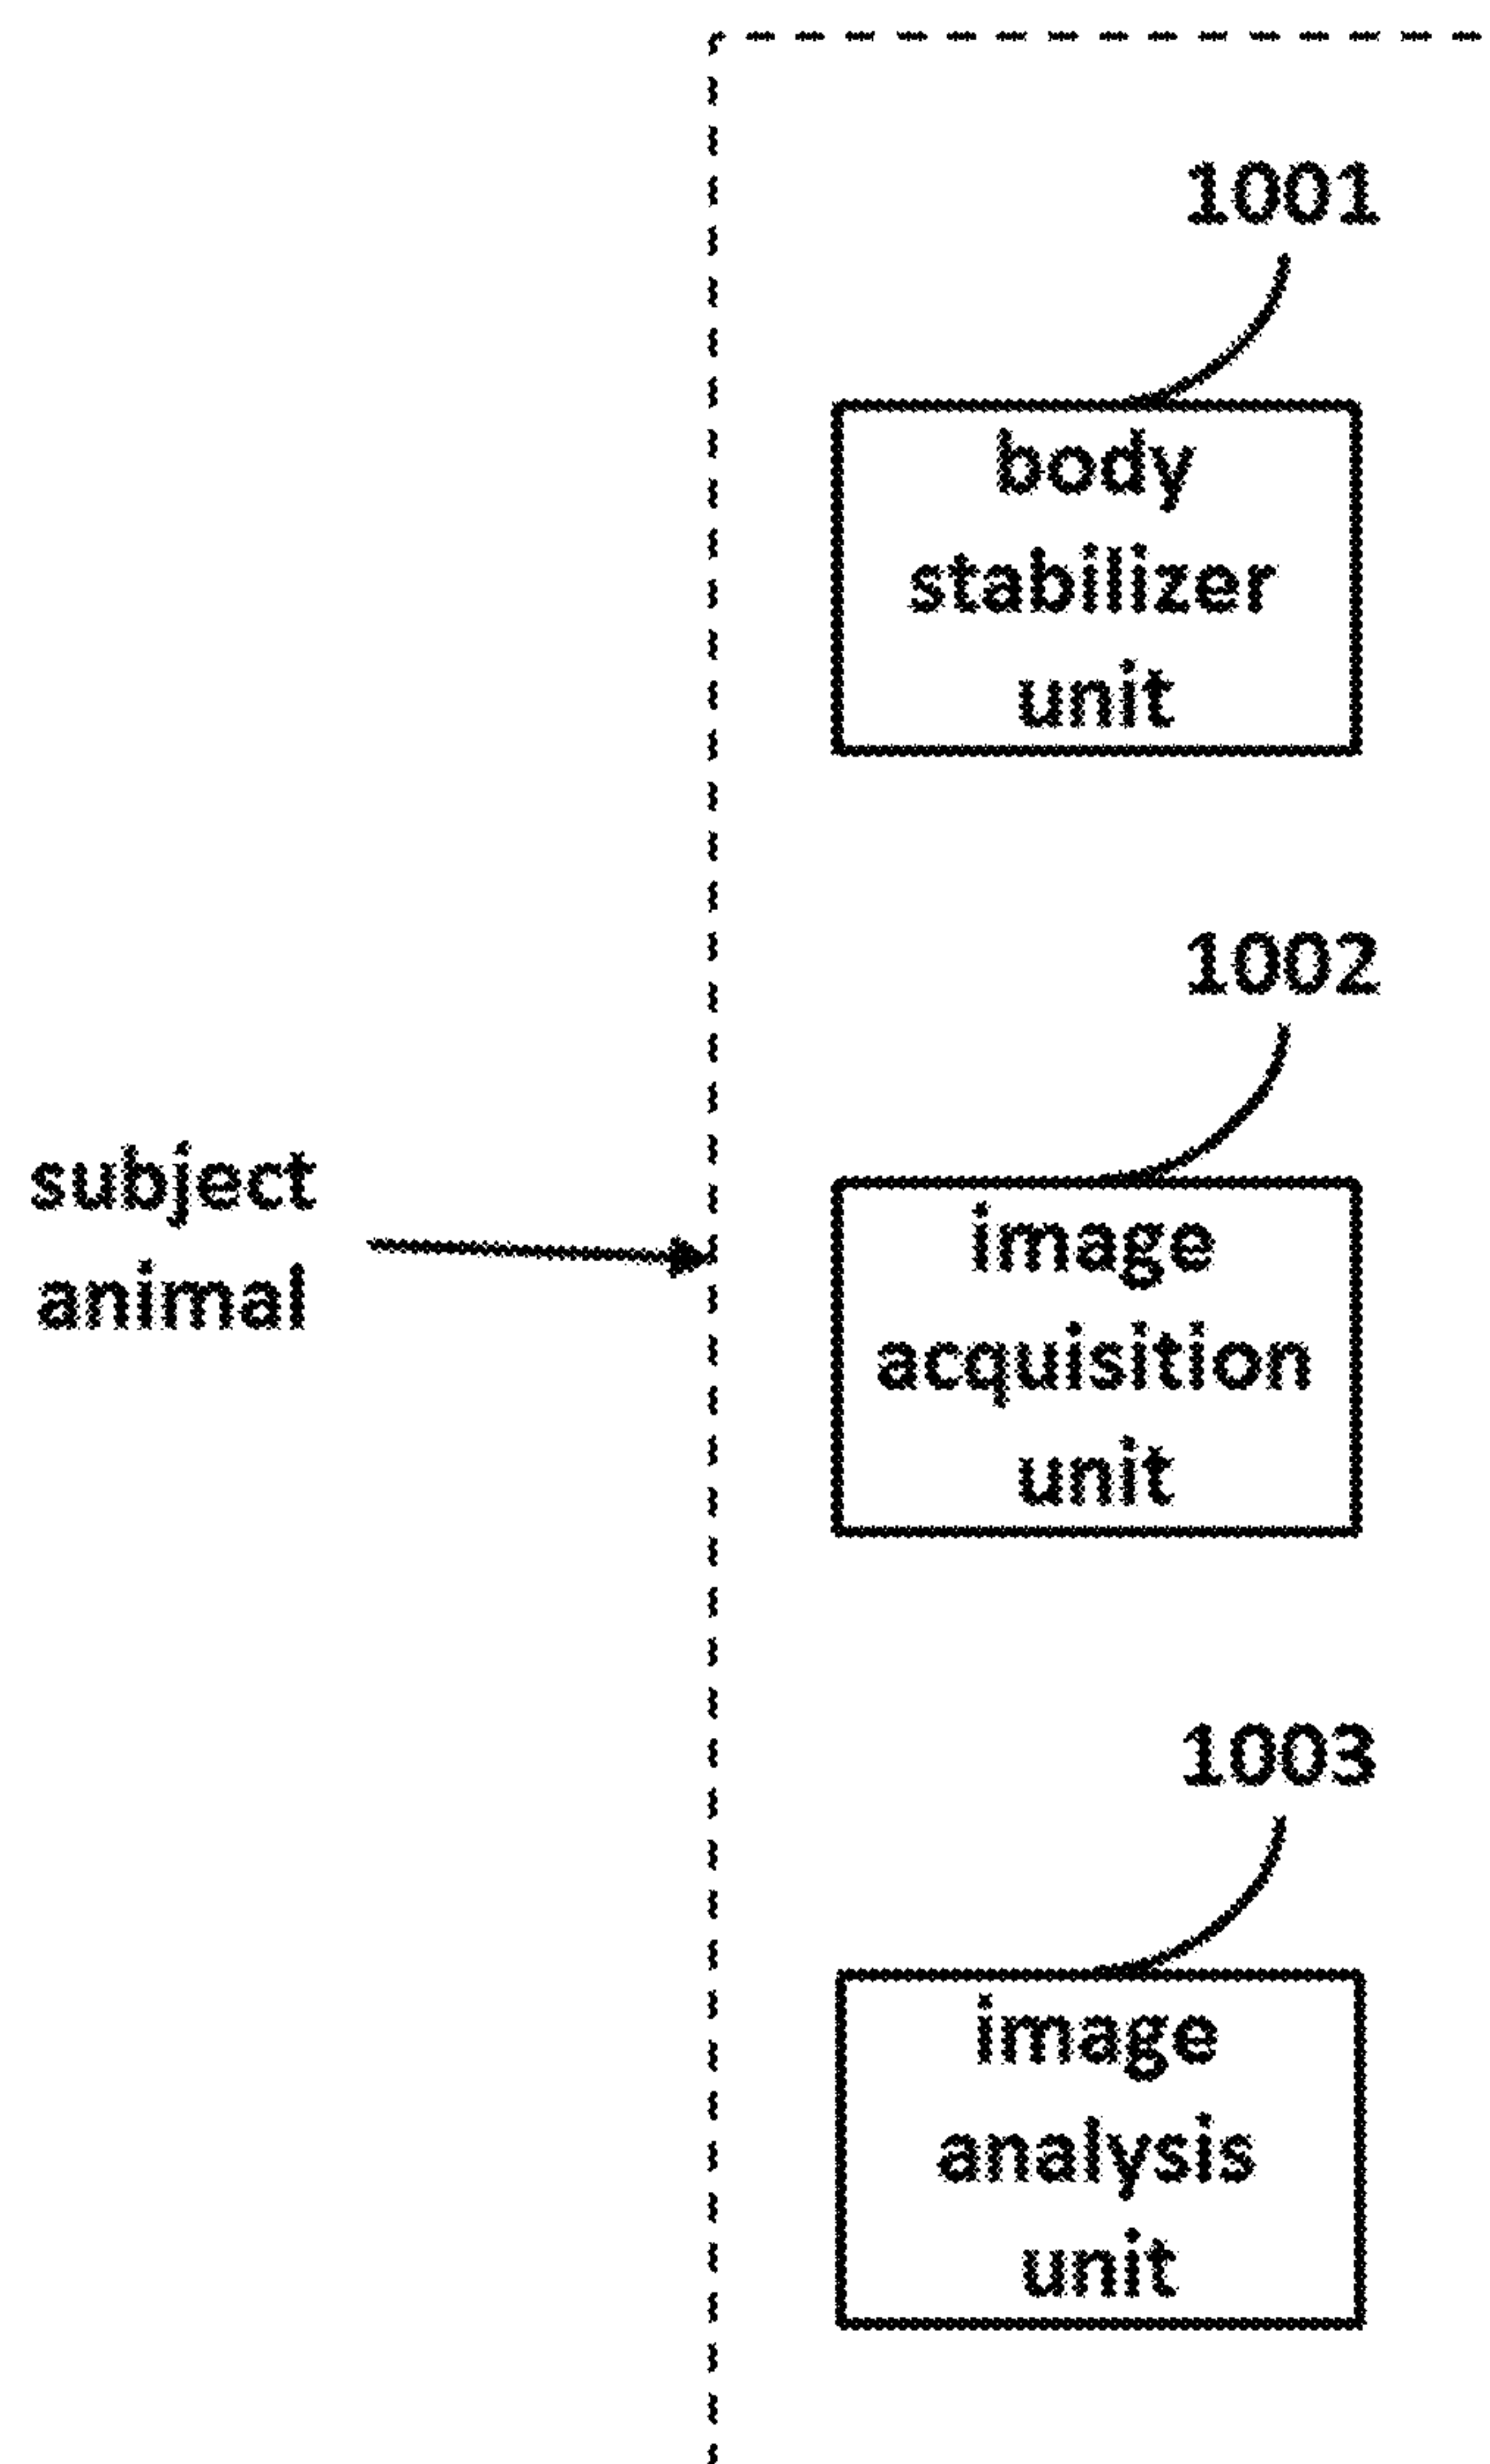 subject
animal
1001
body
stabilizer
unit
1002
image
acquisition
unit
1003
image
analysis
unit